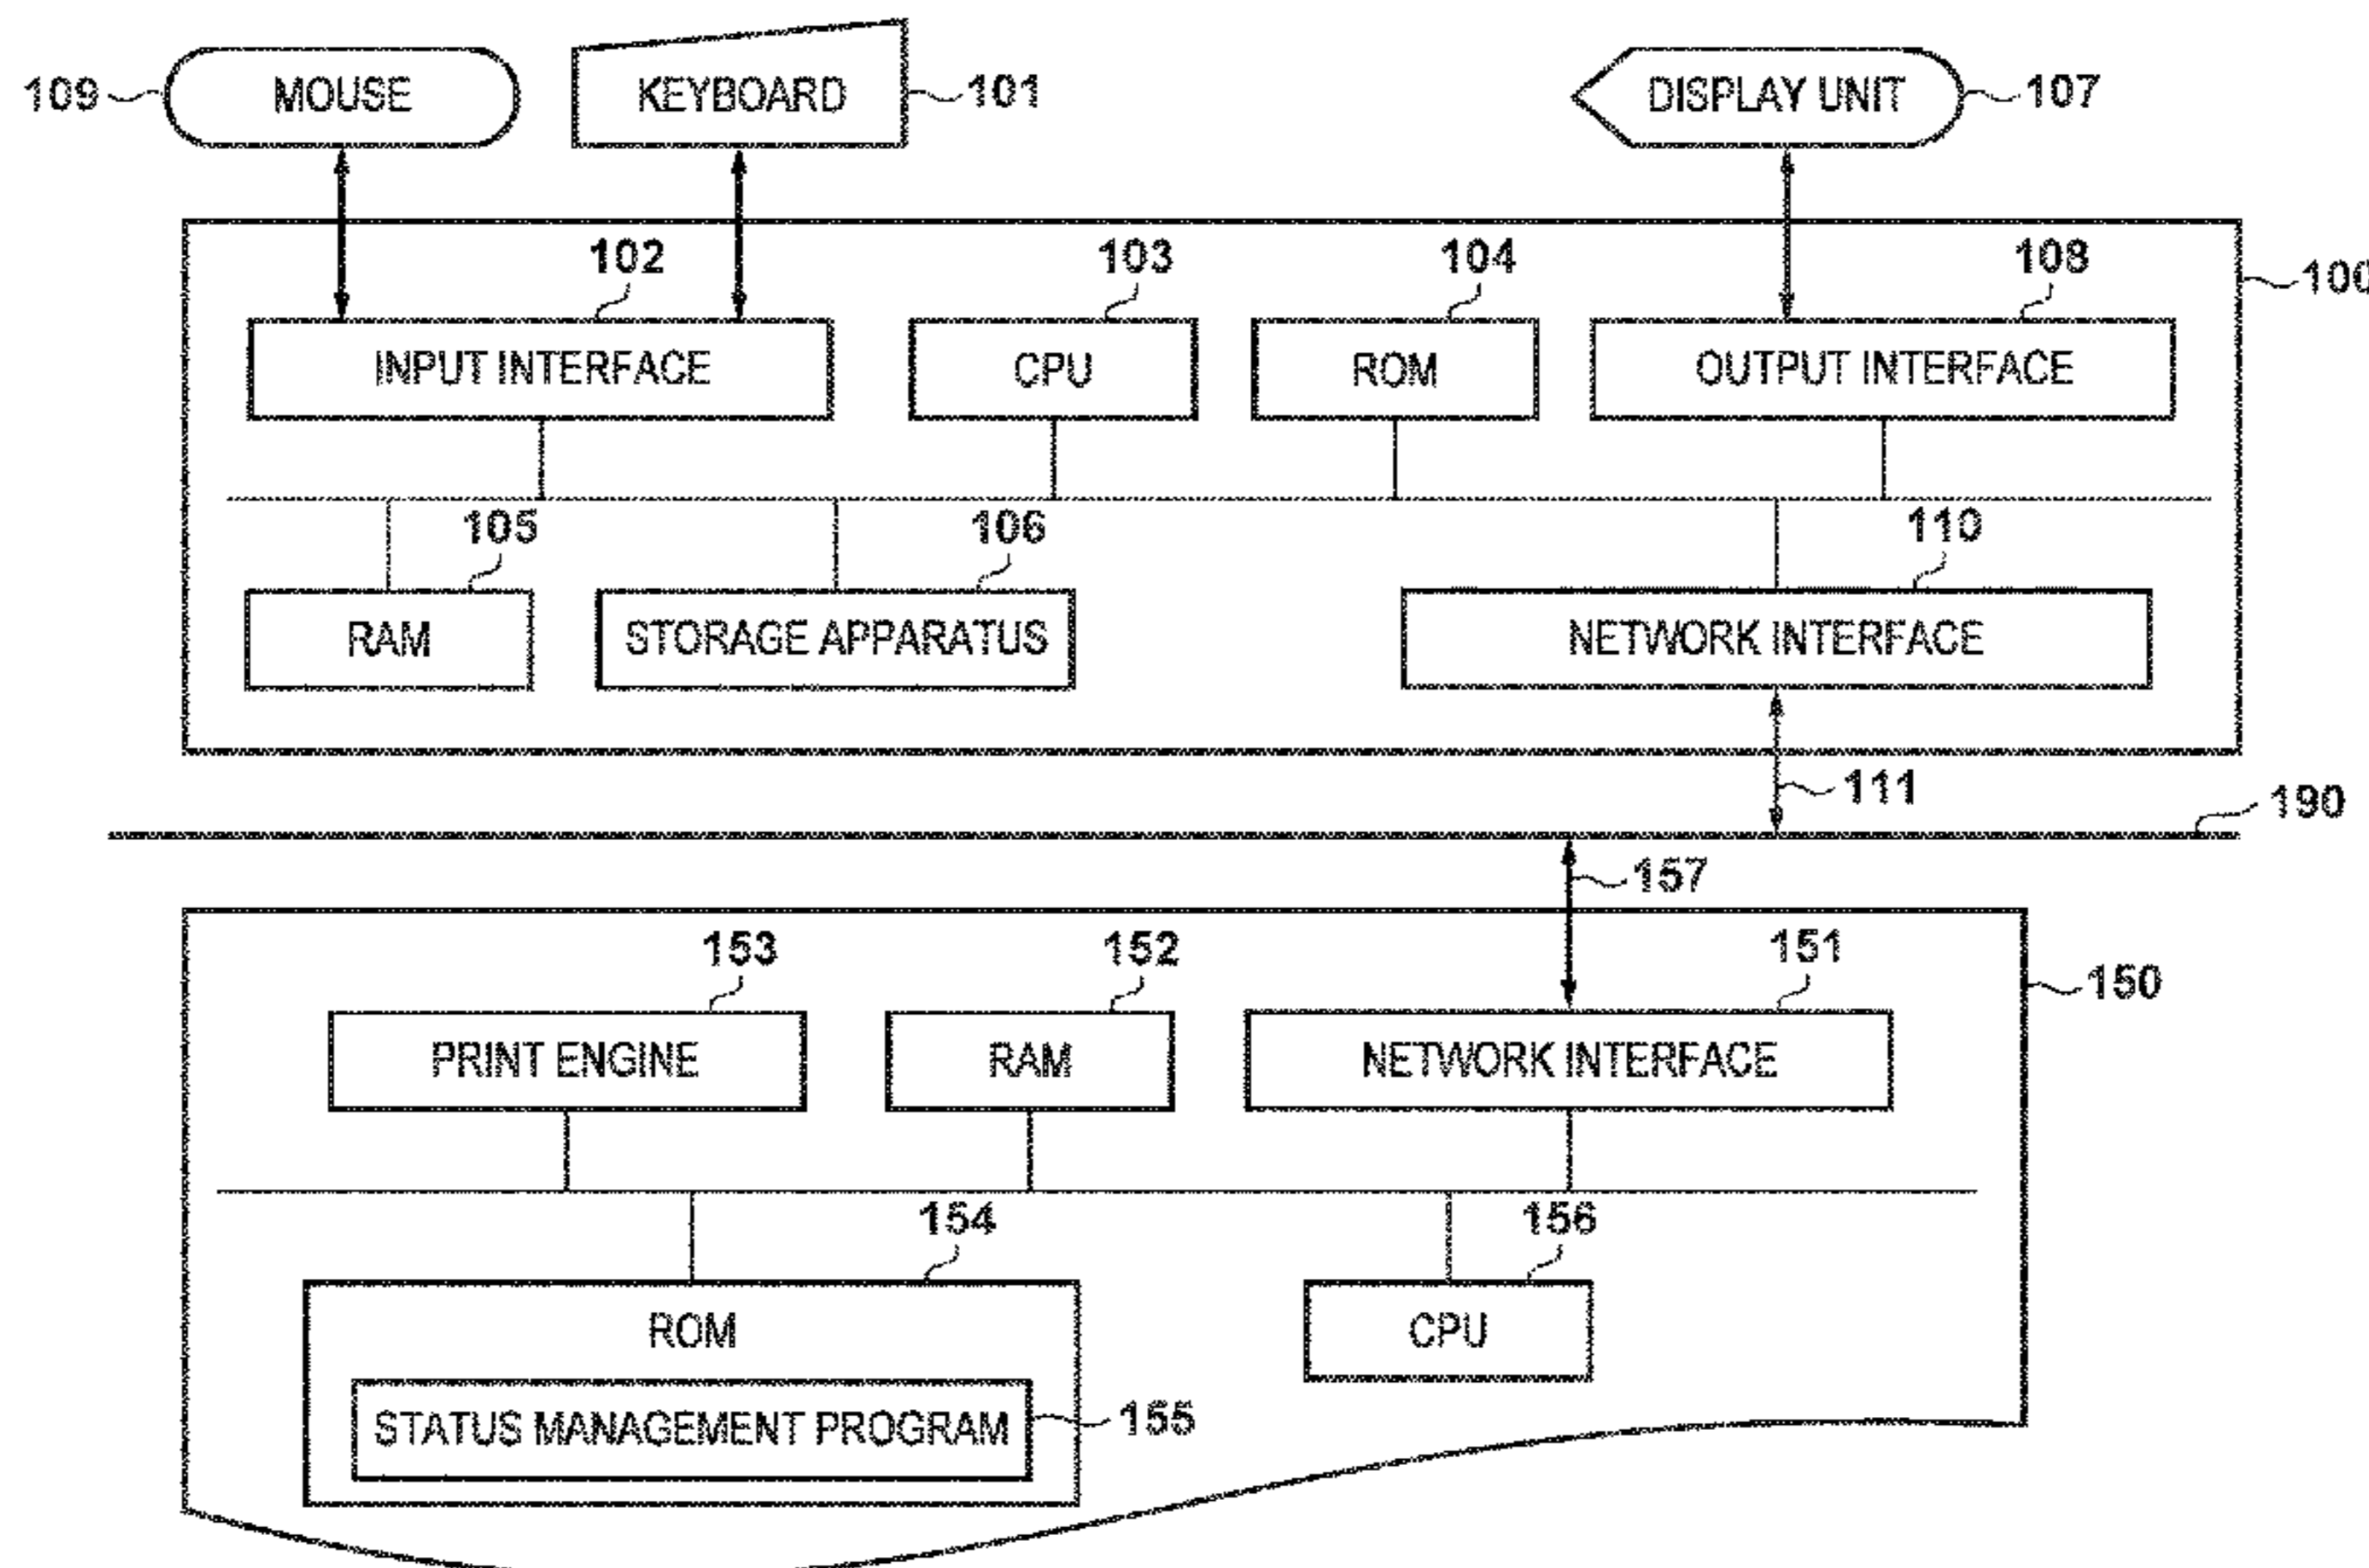 109 MOUSE KEYBOARD 101 DISPLAY UNIT 107
102 103 104 108 100
INPUT INTERFACE CPU ROM OUTPUT INTERFACE
105 106 110
RAM STORAGE APPARATUS NETWORK INTERFACE
111
190
157
153 152 151 150
PRINT ENGINE RAM NETWORK INTERFACE
154 156
ROM CPU
STATUS MANAGEMENT PROGRAM 155